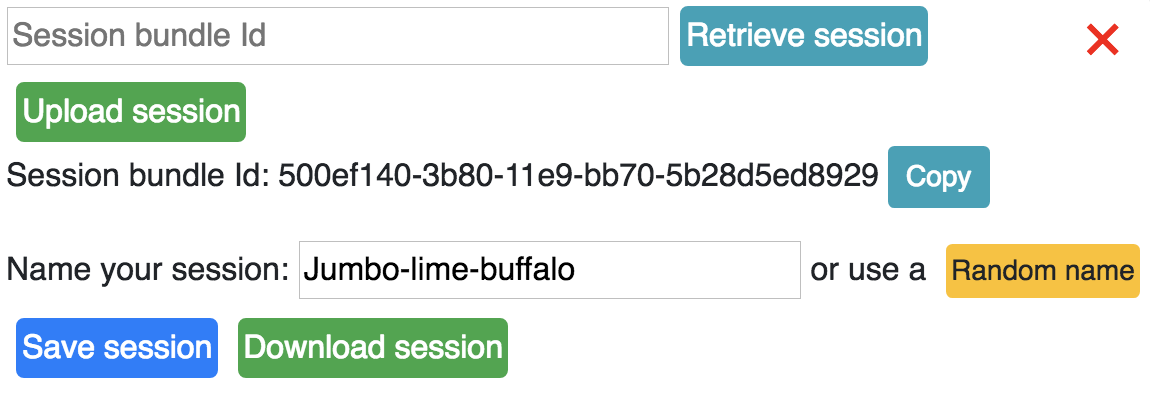 Session bundle Id Retrieve session
Upload session
Session bundle Id: 500ef140-3b80-11e9-bb70-5b28d5ed8929 Copy
Name your session: Jumbo-lime-buffalo or use a Random name
Save session Download session